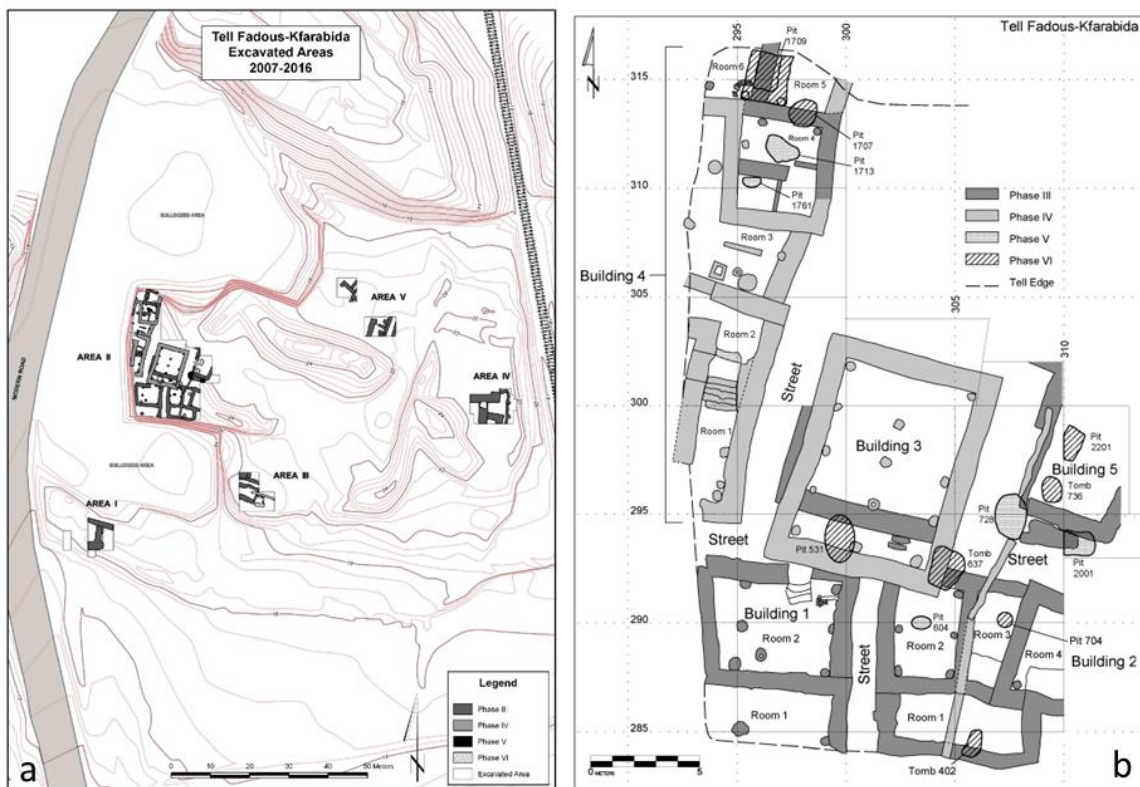 Tell Fadous-Kfarabida
Excavated Areas
2007-2016
BULLDOZED AREA
AREA V
AREA II
AREA IV
MODERN ROAD
BULLDOZED AREA
AREA III
AREA I
Legend
Phase III
Phase IV
Phase V
Phase VI
Excavated Area
N
0 10 20 30 40 50 Meters
a
Tell Fadous-Kfarabida
295
Pit
1709
300
N
315
Room 6
Room 5
Room 4
Pit
1707
Pit
1713
310
Pit
1761
Phase III
Phase IV
Phase V
Phase VI
Tell Edge
Room 3
Building 4
305
305
310
Room 2
Street
300
Room 1
Building 3
Pit
2201
Building 5
Tomb
736
295
Pit
728
Street
Pit 531
Tomb
637
Street
Pit
2001
Building 1
290
Room 2
Street
Pit
604
Room 2
Room 3
Pit 704
Room 4
Building 2
Room 1
Room 1
285
Tomb 402
0 METERS 5
b